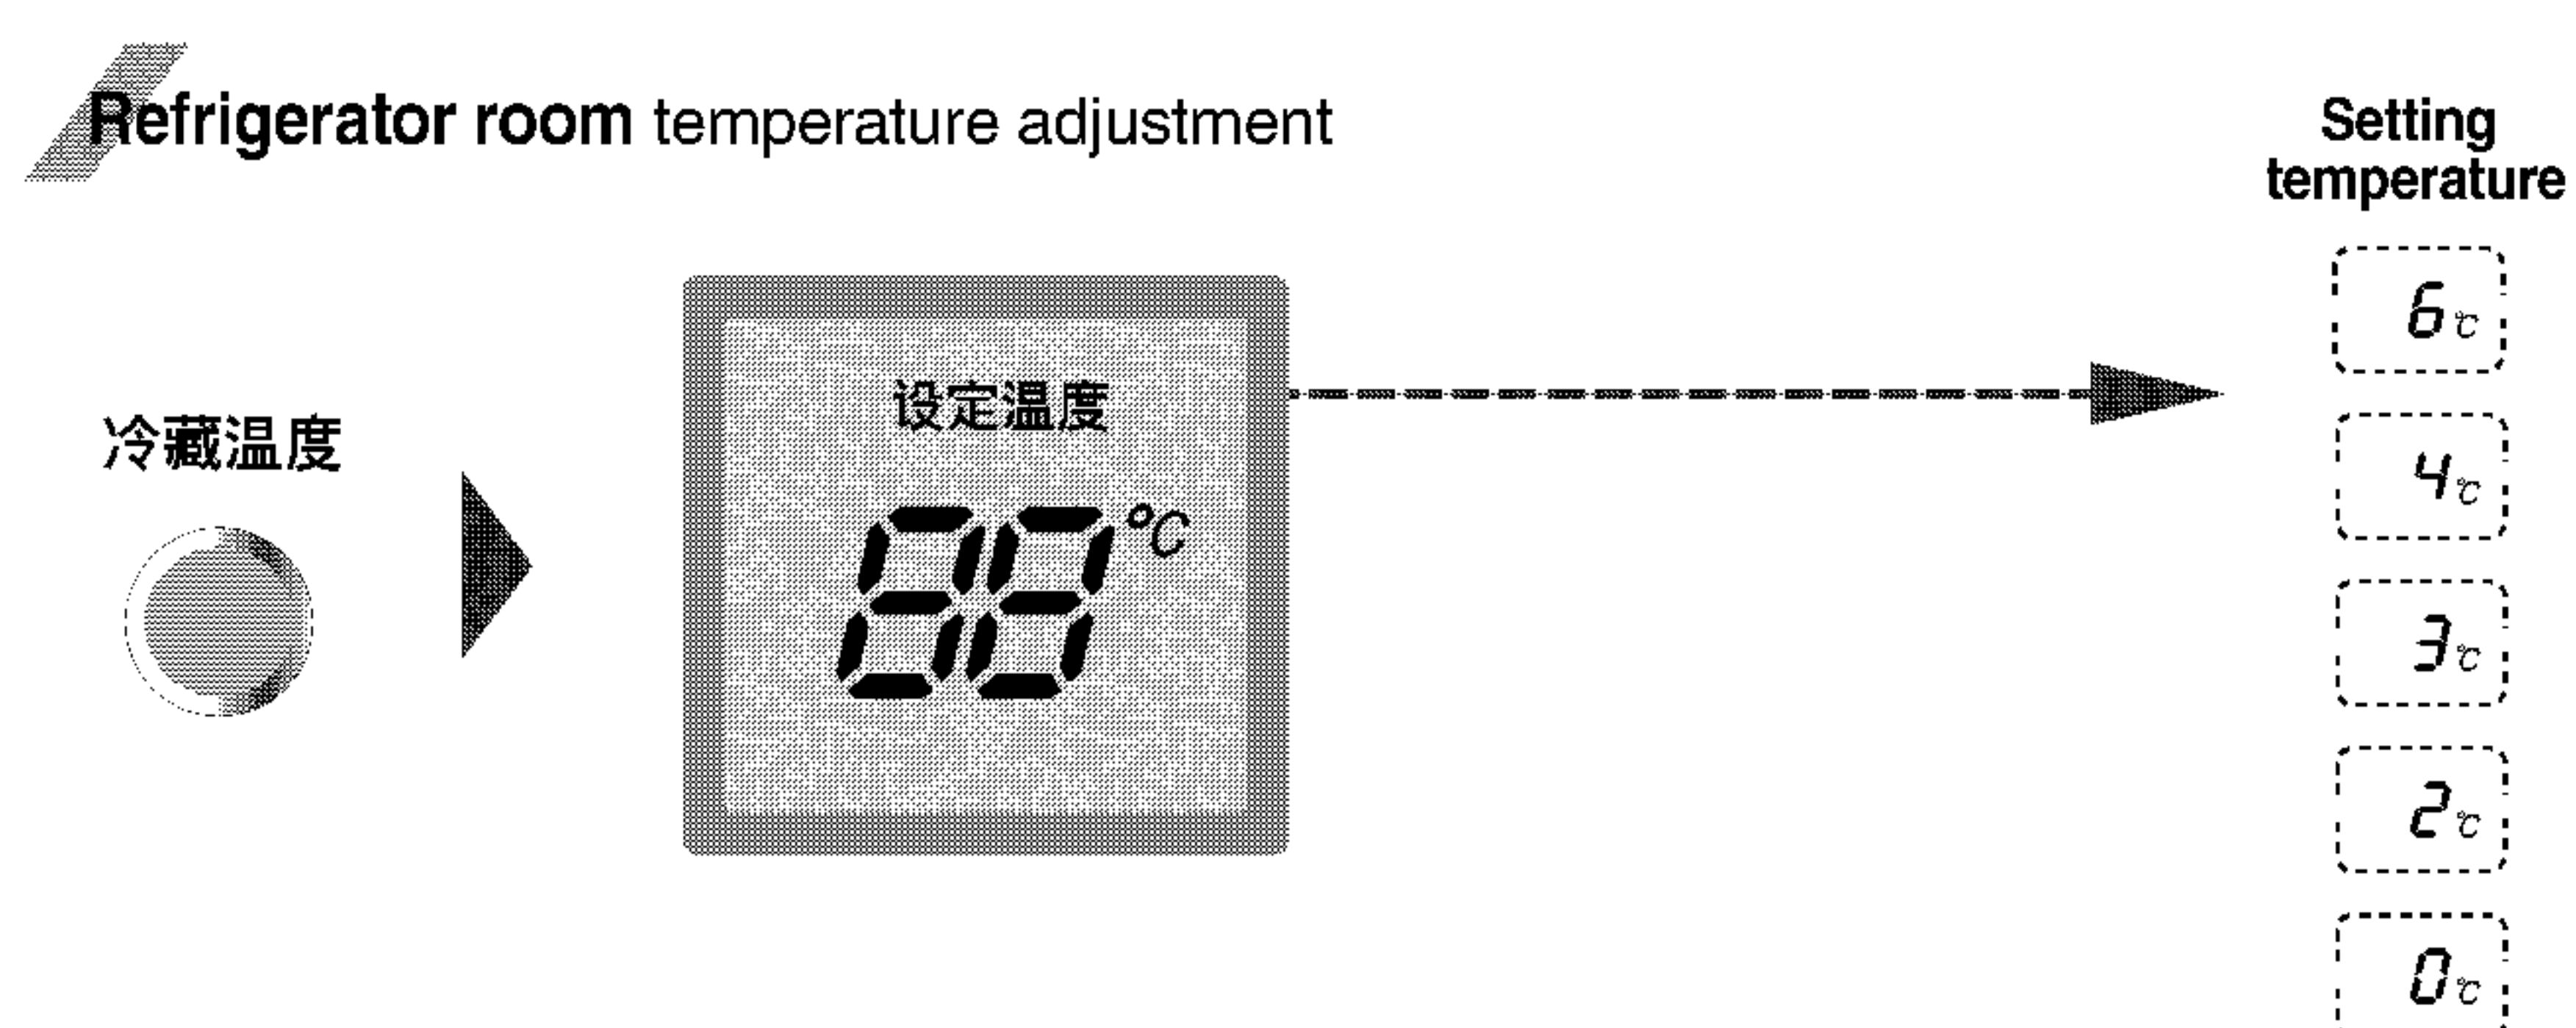 Refrigerator room temperature adjustment
Setting
temperature
冷藏温度
设定温度
88°C
6℃
4℃
3℃
2℃
0℃